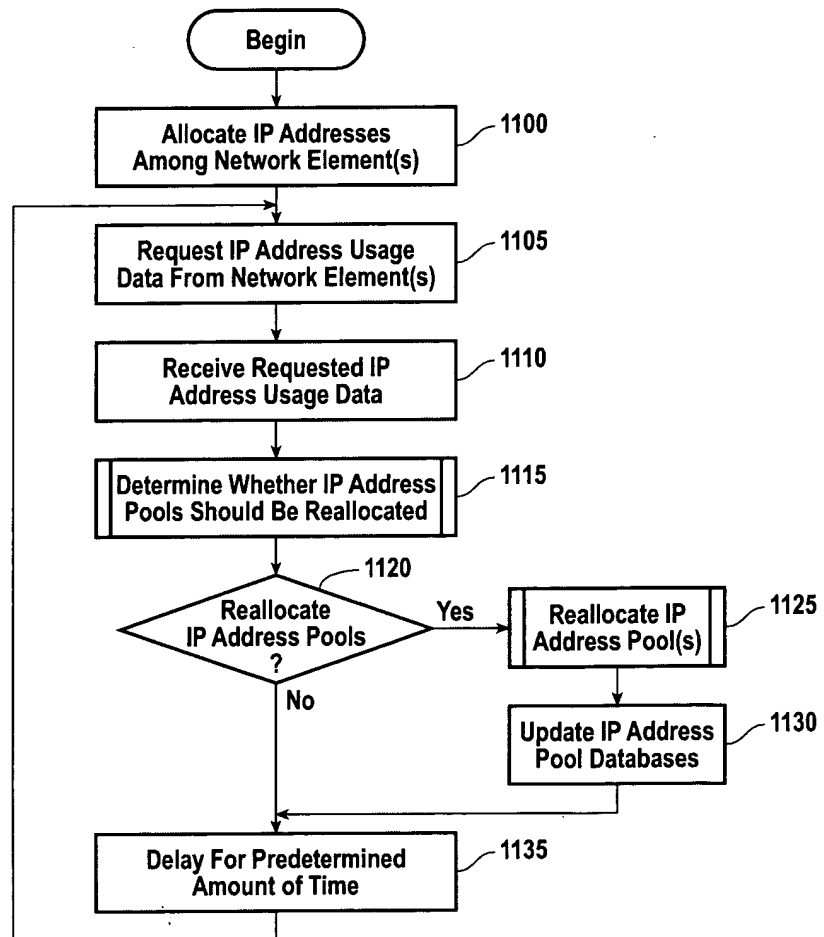 Begin
Allocate IP Addresses
Among Network Element(s)
1100
Request IP Address Usage
Data From Network Element(s)
1105
Receive Requested IP
Address Usage Data
1110
Determine Whether IP Address
Pools Should Be Reallocated
1115
1120
Reallocate
IP Address Pools
?
Yes
No
Reallocate IP
Address Pool(s)
1125
Update IP Address
Pool Databases
1130
Delay For Predetermined
Amount of Time
1135